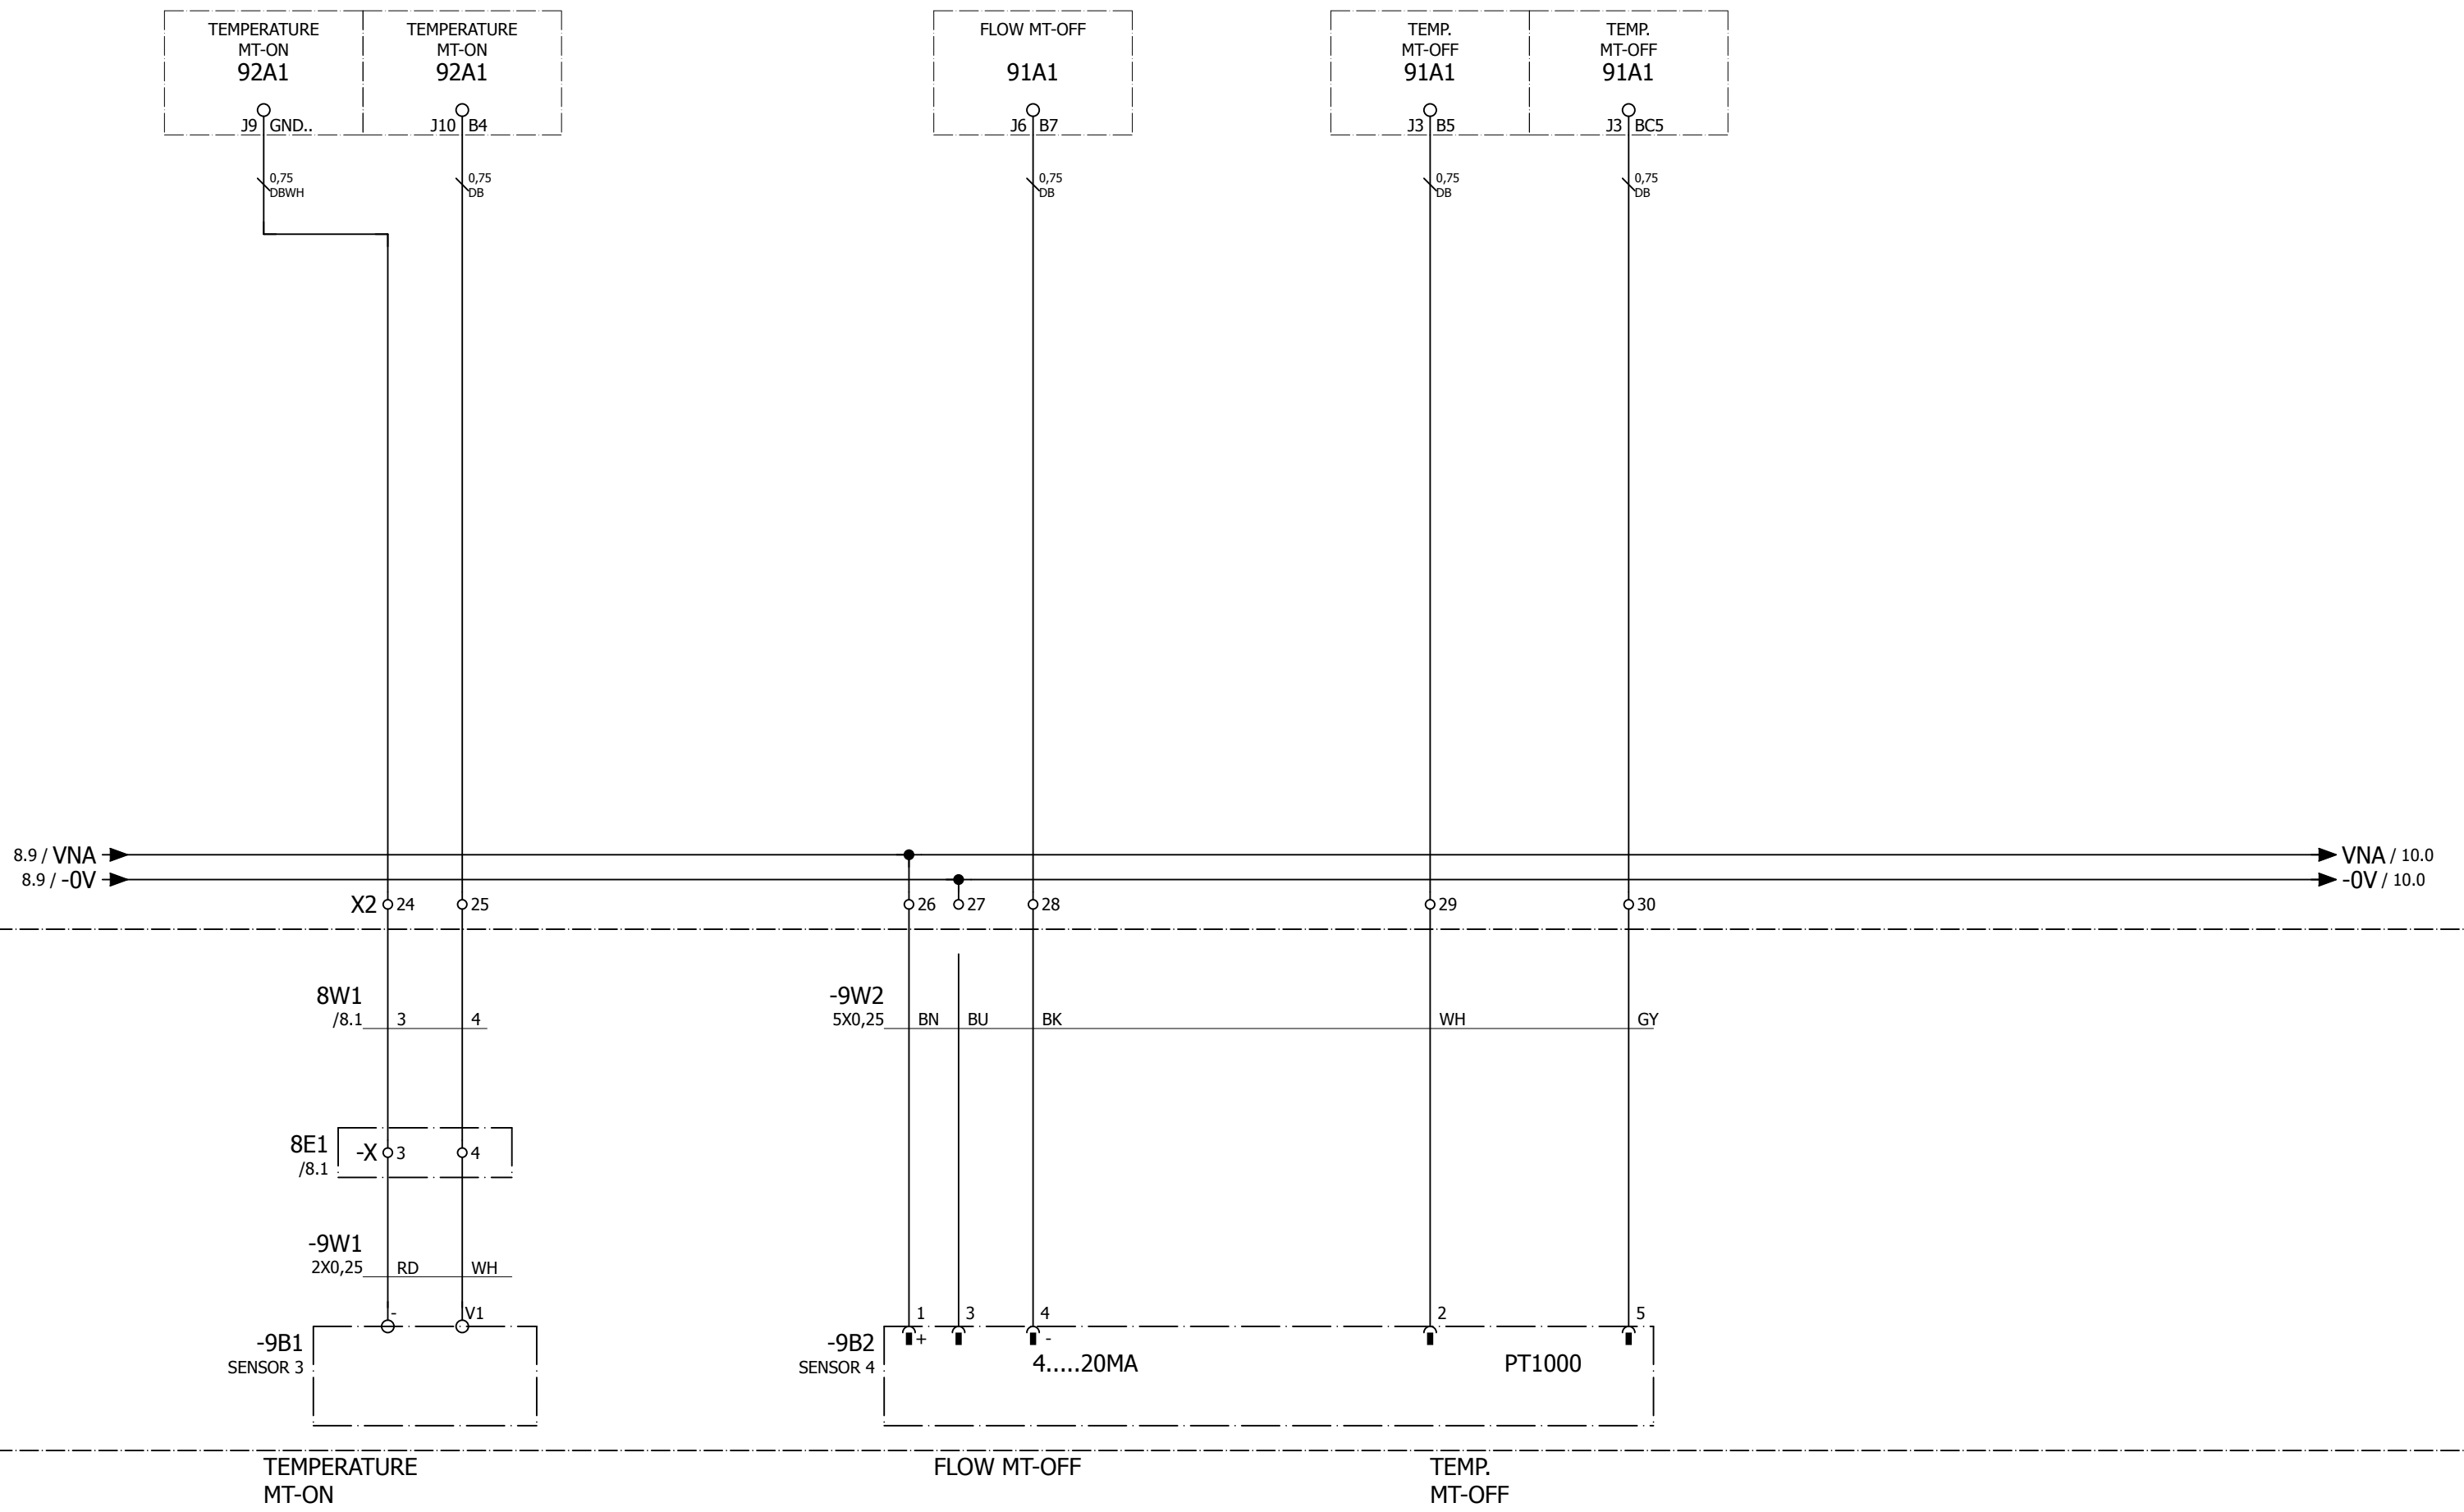 TEMPERATURE
MT-ON
92A1
J9 GND..
0,75
DBWH
TEMPERATURE
MT-ON
92A1
J10 B4
0,75
DB
FLOW MT-OFF
91A1
J6 B7
0,75
DB
TEMP.
MT-OFF
91A1
J3 B5
0,75
DB
TEMP.
MT-OFF
91A1
J3 BC5
0,75
DB
8.9 / VNA
VNA / 10.0
8.9 / -0V
-0V / 10.0
X2 24 25 26 27 28 29 30
8W1
/8.1 3 4
-9W2
5X0,25 BN BU BK WH GY
8E1
/8.1
-X 3 4
-9W1
2X0,25 RD WH
- V1
-9B1
SENSOR 3
1 3 4 2 5
+ -
-9B2
SENSOR 4
4.....20MA
PT1000
TEMPERATURE
MT-ON
FLOW MT-OFF
TEMP.
MT-OFF